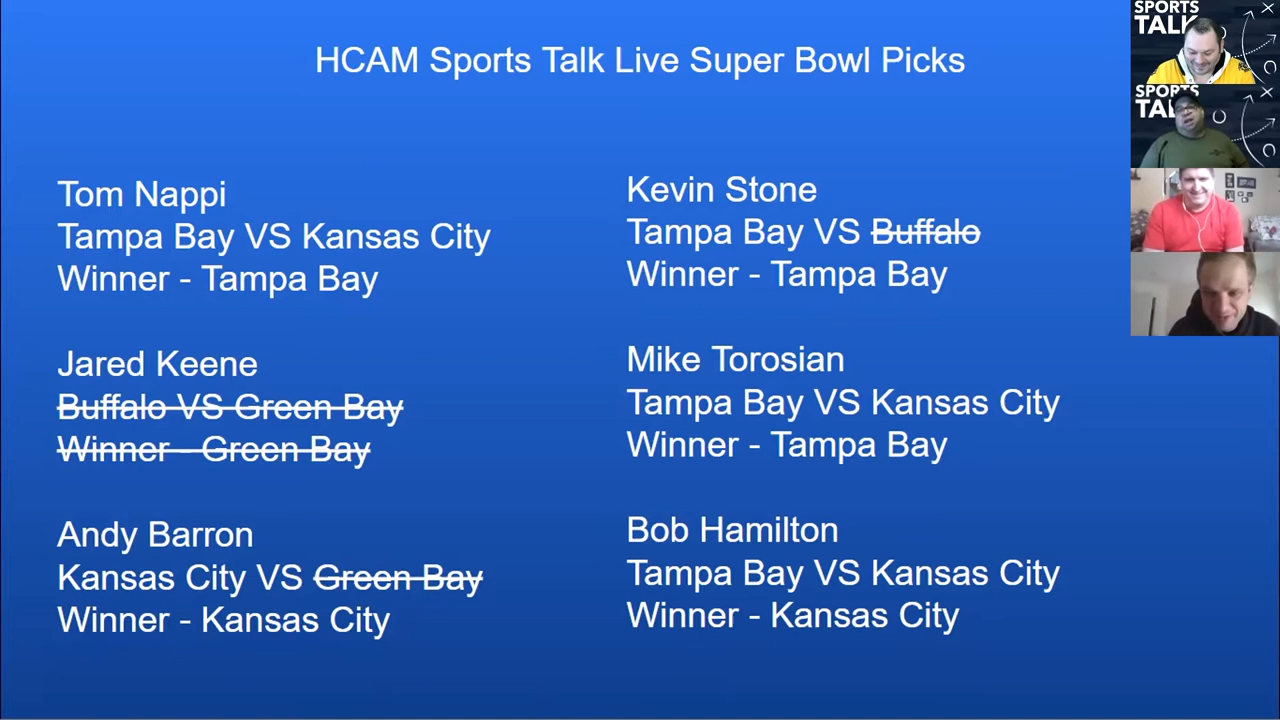 HCAM Sports Talk Live Super Bowl Picks
Tom Nappi
Tampa Bay VS Kansas City
Winner - Tampa Bay
Jared Keene
Buffalo VS Green Bay
Winner - Green Bay
Andy Barron
Kansas City VS Green Bay
Winner - Kansas City
Kevin Stone
Tampa Bay VS Buffalo
Winner - Tampa Bay
Mike Torosian
Tampa Bay VS Kansas City
Winner - Tampa Bay
Bob Hamilton
Tampa Bay VS Kansas City
Winner - Kansas City
SPORTS
TALK
SPORTS